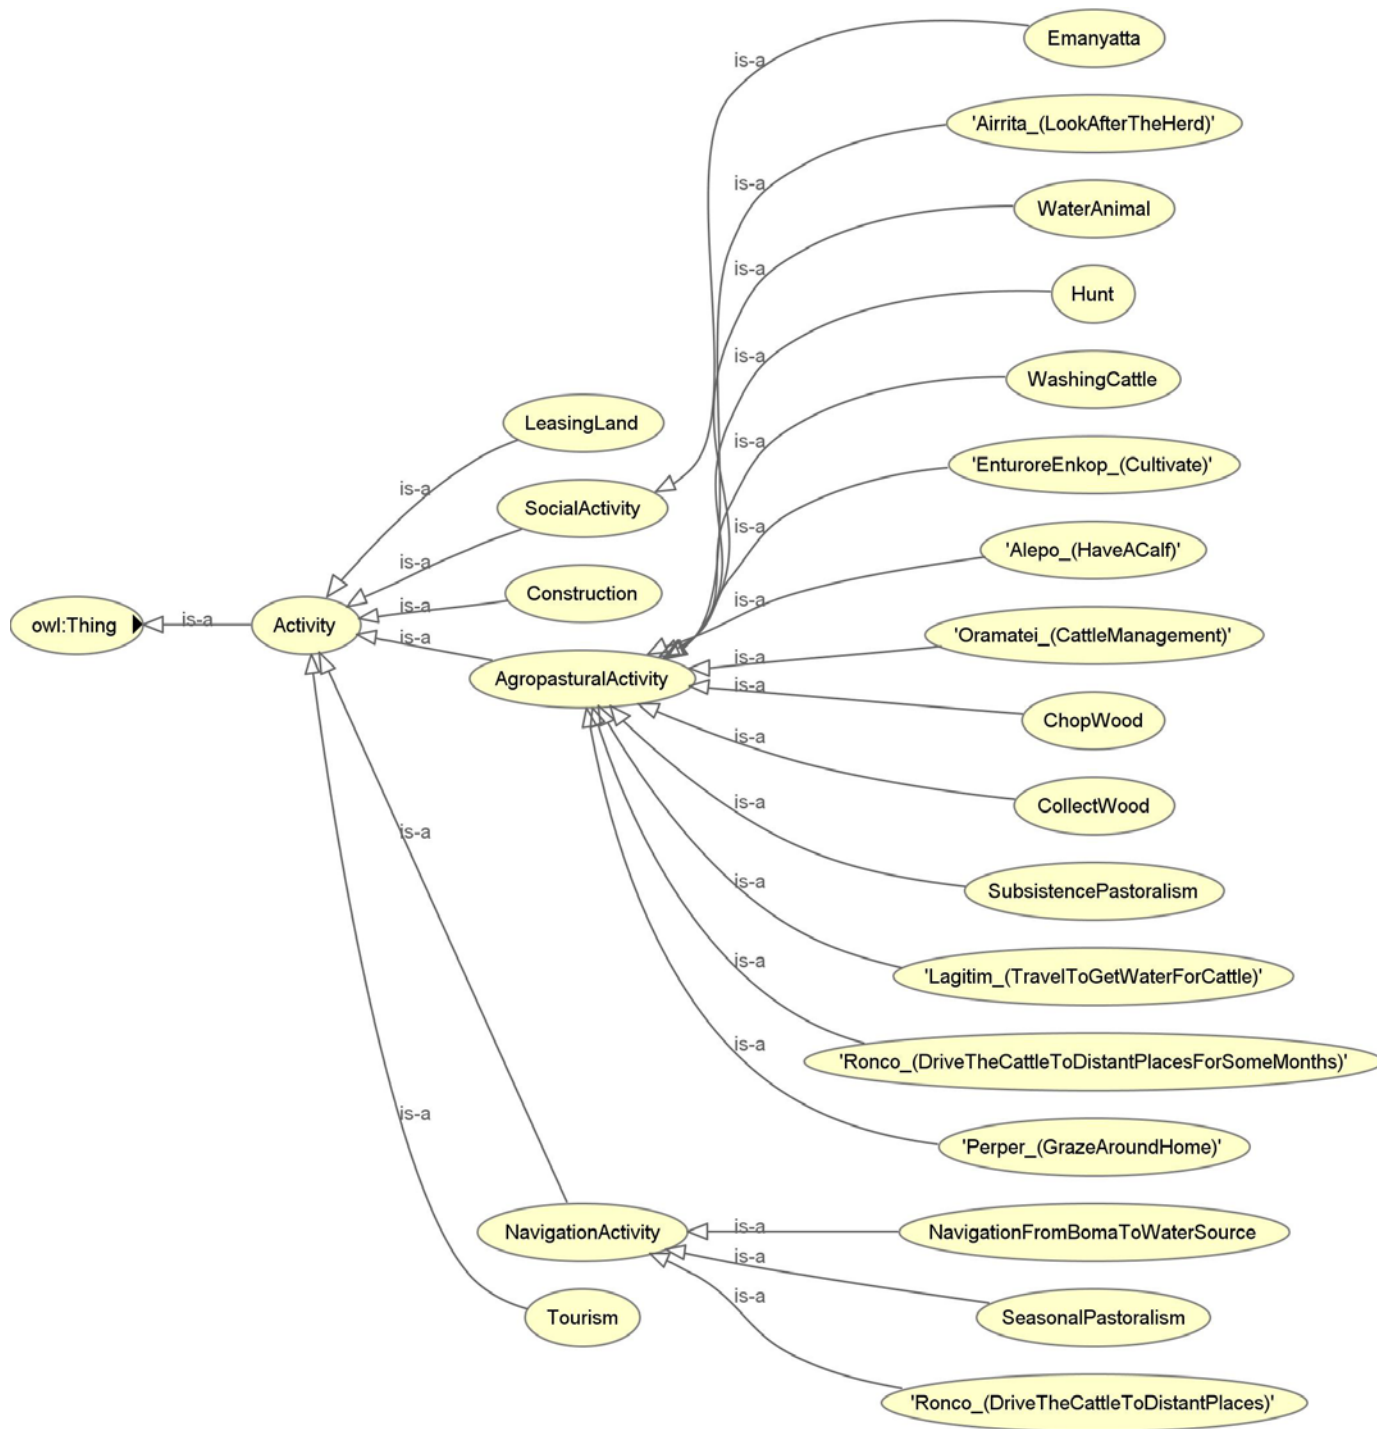 Emanyatta
is-a
'Airrita_(LookAfterTheHerd)'
is-a
WaterAnimal
is-a
Hunt
is-a
WashingCattle
LeasingLand
is-a
'EnturoreEnkop_(Cultivate)'
is-a
SocialActivity
is-a
'Alepo_(HaveACalf)'
is-a
Construction
is-a
is-a
owl:Thing
is-a
Activity
is-a
'Oramatei_(CattleManagement)'
is-a
AgropasturalActivity
is-a
ChopWood
is-a
CollectWood
is-a
is-a
SubsistencePastoralism
is-a
'Lagitim_(TravelToGetWaterForCattle)'
is-a
'Ronco_(DriveTheCattleToDistantPlacesForSomeMonths)'
is-a
is-a
'Perper_(GrazeAroundHome)'
NavigationActivity
is-a
NavigationFromBomaToWaterSource
is-a
SeasonalPastoralism
Tourism
is-a
'Ronco_(DriveTheCattleToDistantPlaces)'